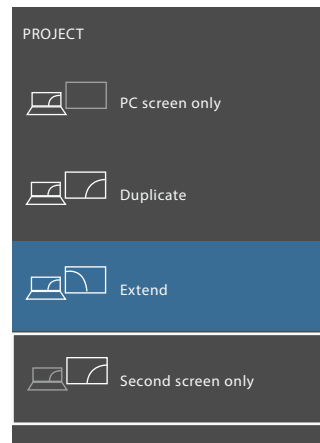 PROJECT
PC screen only
Duplicate
Extend
Second screen only